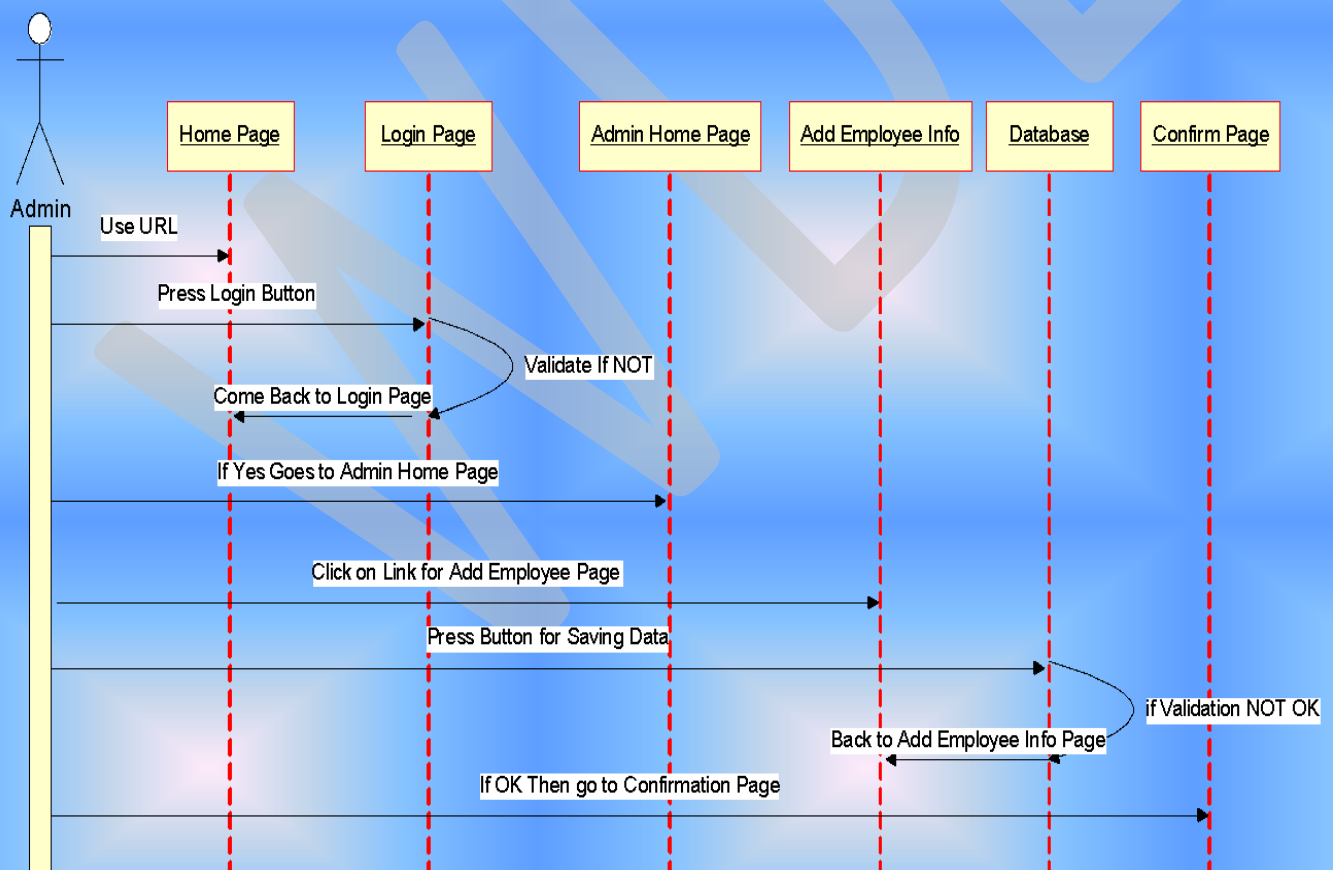 Home Page
Login Page
Admin Home Page
Add Employee Info
Database
Confirm Page
Admin
Use URL
Press Login Button
Validate If NOT
Come Back to Login Page
If Yes Goes to Admin Home Page
Click on Link for Add Employee Page
Press Button for Saving Data
if Validation NOT OK
Back to Add Employee Info Page
If OK Then go to Confirmation Page